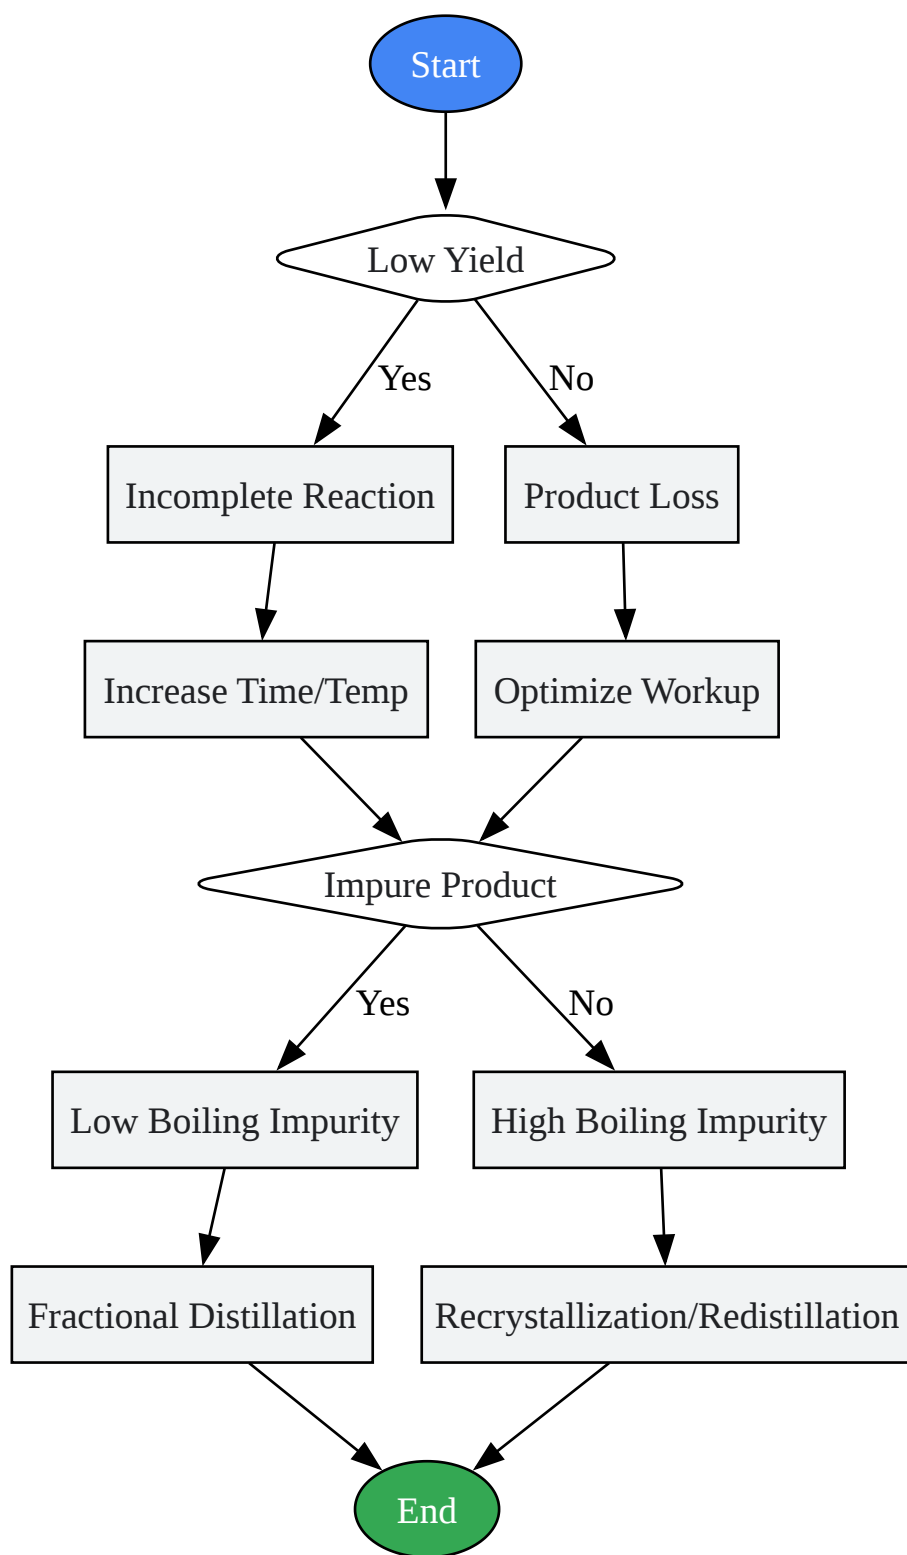 Start
Low Yield
Yes
No
Incomplete Reaction
Product Loss
Increase Time/Temp
Optimize Workup
Impure Product
Yes
No
Low Boiling Impurity
High Boiling Impurity
Fractional Distillation
Recrystallization/Redistillation
End